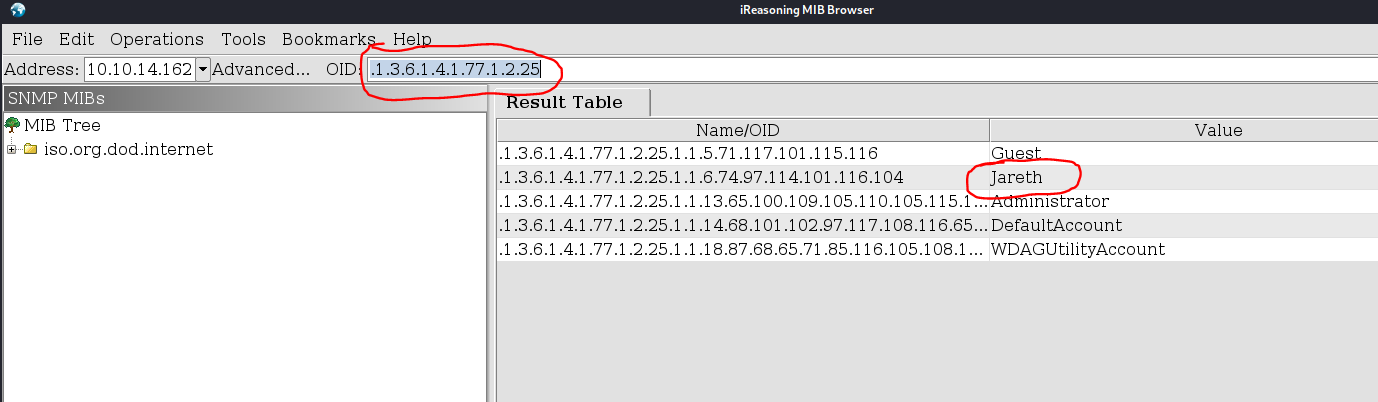 iReasoning MIB Browser
File Edit Operations Tools Bookmarks Help
Address: 10.10.14.162 Advanced... OID: .1.3.6.1.4.1.77.1.2.25
SNMP MIBs
Result Table
MIB Tree
iso.org.dod.internet
Name/OID Value
.1.3.6.1.4.1.77.1.2.25.1.1.5.71.117.101.115.116 Guest
.1.3.6.1.4.1.77.1.2.25.1.1.6.74.97.114.101.116.104 Jareth
.1.3.6.1.4.1.77.1.2.25.1.1.13.65.100.109.105.110.105.115.1... Administrator
.1.3.6.1.4.1.77.1.2.25.1.1.14.68.101.102.97.117.108.116.65... DefaultAccount
.1.3.6.1.4.1.77.1.2.25.1.1.18.87.68.65.71.85.116.105.108.1... WDAGUtilityAccount